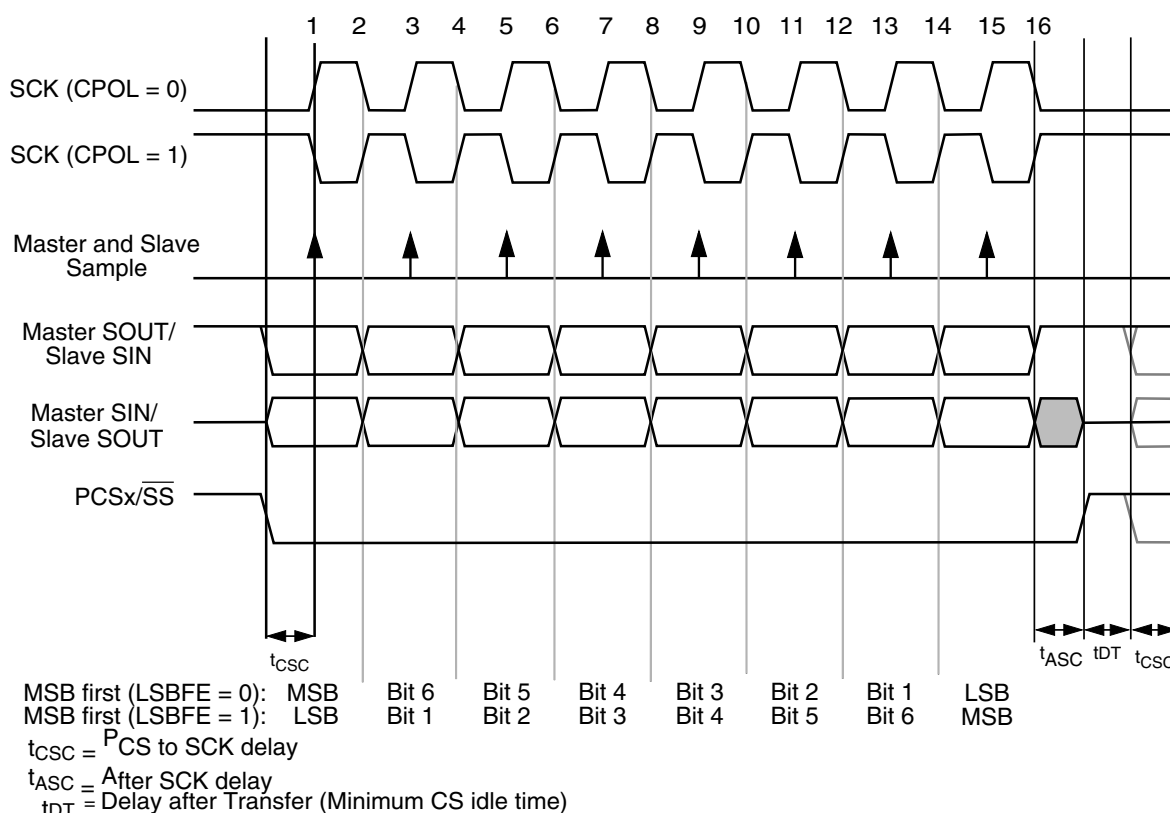 1 2 3 4 5 6 7 8 9 10 11 12 13 14 15 16
SCK (CPOL = 0)
SCK (CPOL = 1)
Master and Slave
Sample
Master SOUT/
Slave SIN
Master SIN/
Slave SOUT
PCSx/SS
tCSC
tASC
tDT
tCSC
MSB first (LSBFE = 0): MSB Bit 6 Bit 5 Bit 4 Bit 3 Bit 2 Bit 1 LSB
MSB first (LSBFE = 1): LSB Bit 1 Bit 2 Bit 3 Bit 4 Bit 5 Bit 6 MSB
tCSC = PCS to SCK delay
tASC = After SCK delay
tDT = Delay after Transfer (Minimum CS idle time)